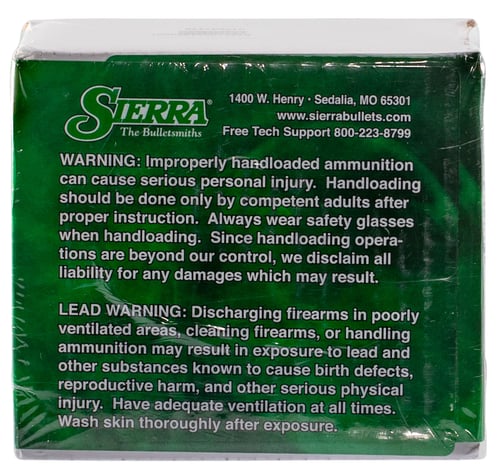 SIERRA®
The Bulletsmiths
1400 W. Henry · Sedalia, MO 65301
www.sierrabullets.com
Free Tech Support 800-223-8799
WARNING: Improperly handloaded ammunition
can cause serious personal injury. Handloading
should be done only by competent adults after
proper instruction. Always wear safety glasses
when handloading. Since handloading opera-
tions are beyond our control, we disclaim all
liability for any damages which may result.
LEAD WARNING: Discharging firearms in poorly
ventilated areas, cleaning firearms, or handling
ammunition may result in exposure to lead and
other substances known to cause birth defects,
reproductive harm, and other serious physical
injury. Have adequate ventilation at all times.
Wash skin thoroughly after exposure.